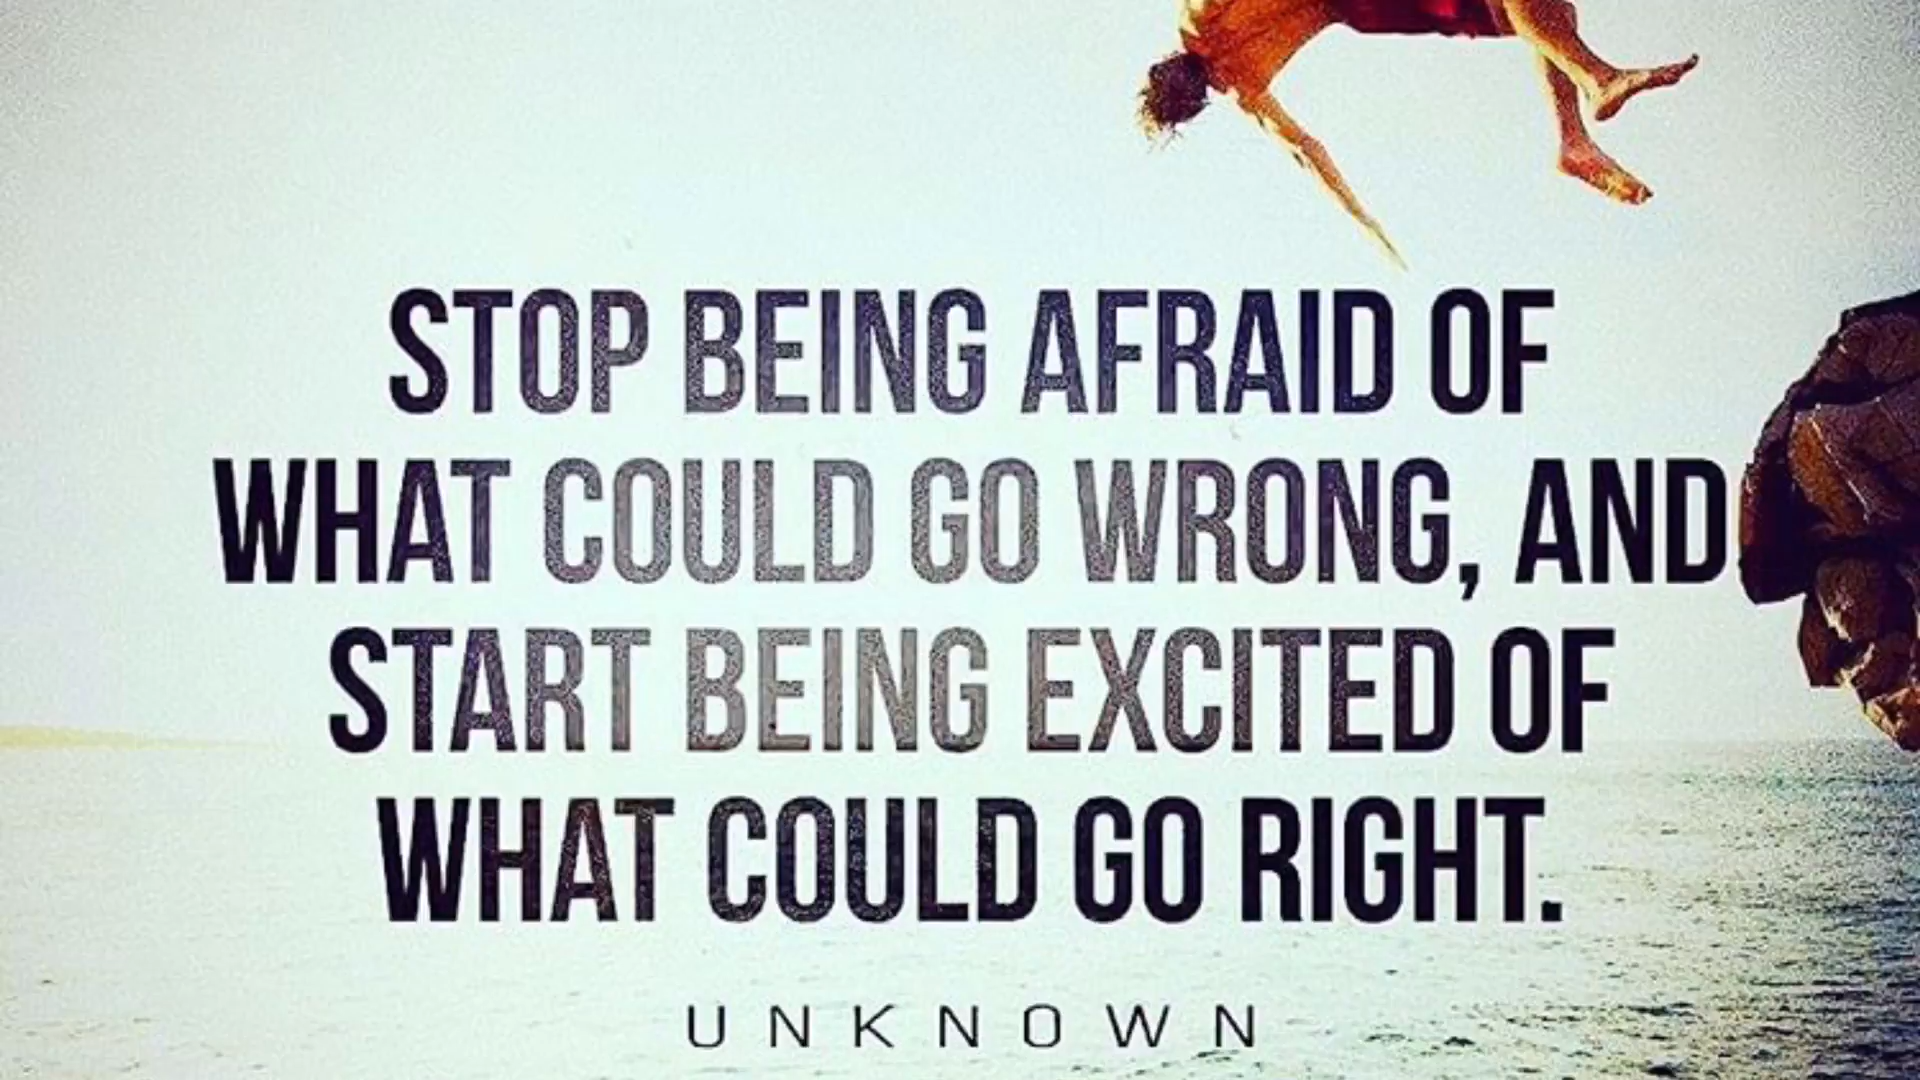 STOP BEING AFRAID OF
WHAT COULD GO WRONG, AND
START BEING EXCITED OF
WHAT COULD GO RIGHT.
UNKNOWN